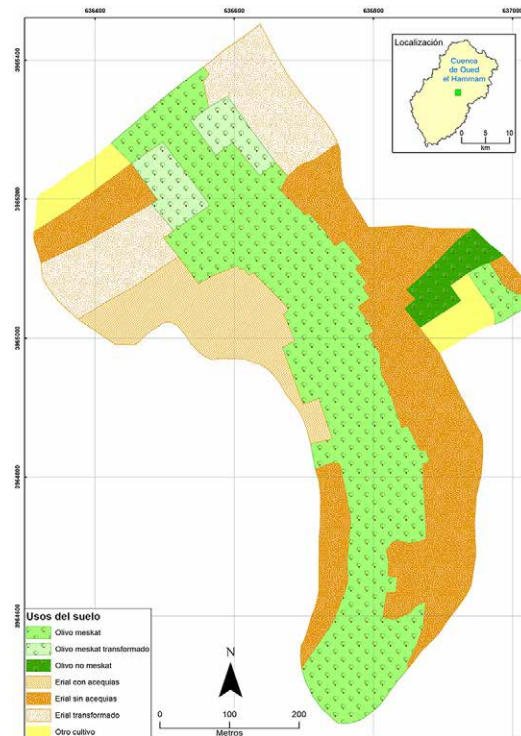 636400
636600
636800
637000
3965400
3965200
3965000
3964800
3964600
Localización
Cuenca
de Oued
el Hammam
0 5 10
km
Usos del suelo
Olivo meskat
Olivo meskat transformado
Olivo no meskat
Erial con acequias
Erial sin acequias
Erial transformado
Otro cultivo
N
0 100 200
Metros